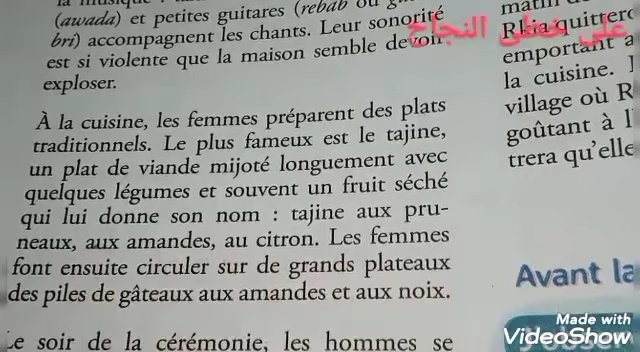 (awada) et petites guitares (rebab ou
bri) accompagnent les chants. Leur sonorité
est si violente que la maison semble devoir
exploser.
À la cuisine, les femmes préparent des plats
traditionnels. Le plus fameux est le tajine,
un plat de viande mijoté longuement avec
quelques légumes et souvent un fruit séché
qui lui donne son nom : tajine aux pru-
neaux, aux amandes, au citron. Les femmes
font ensuite circuler sur de grands plateaux
des piles de gâteaux aux amandes et aux noix.
Le soir de la cérémonie, les hommes se
matin
Rkia quitter
emportant a
la cuisine.
village où R
goûtant à l
trera qu'elle
Avant la
على خطى النجاح
Made with
VideoShow